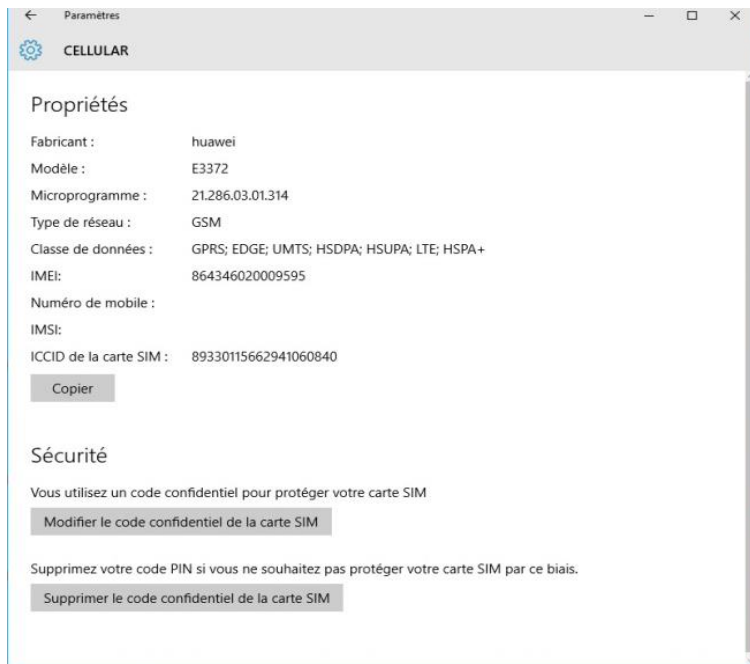 Paramètres
CELLULAR
Propriétés
Fabricant : huawei
Modèle : E3372
Microprogramme : 21.286.03.01.314
Type de réseau : GSM
Classe de données : GPRS; EDGE; UMTS; HSDPA; HSUPA; LTE; HSPA+
IMEI: 864346020009595
Numéro de mobile :
IMSI:
ICCID de la carte SIM : 89330115662941060840
Copier
Sécurité
Vous utilisez un code confidentiel pour protéger votre carte SIM
Modifier le code confidentiel de la carte SIM
Supprimez votre code PIN si vous ne souhaitez pas protéger votre carte SIM par ce biais.
Supprimer le code confidentiel de la carte SIM